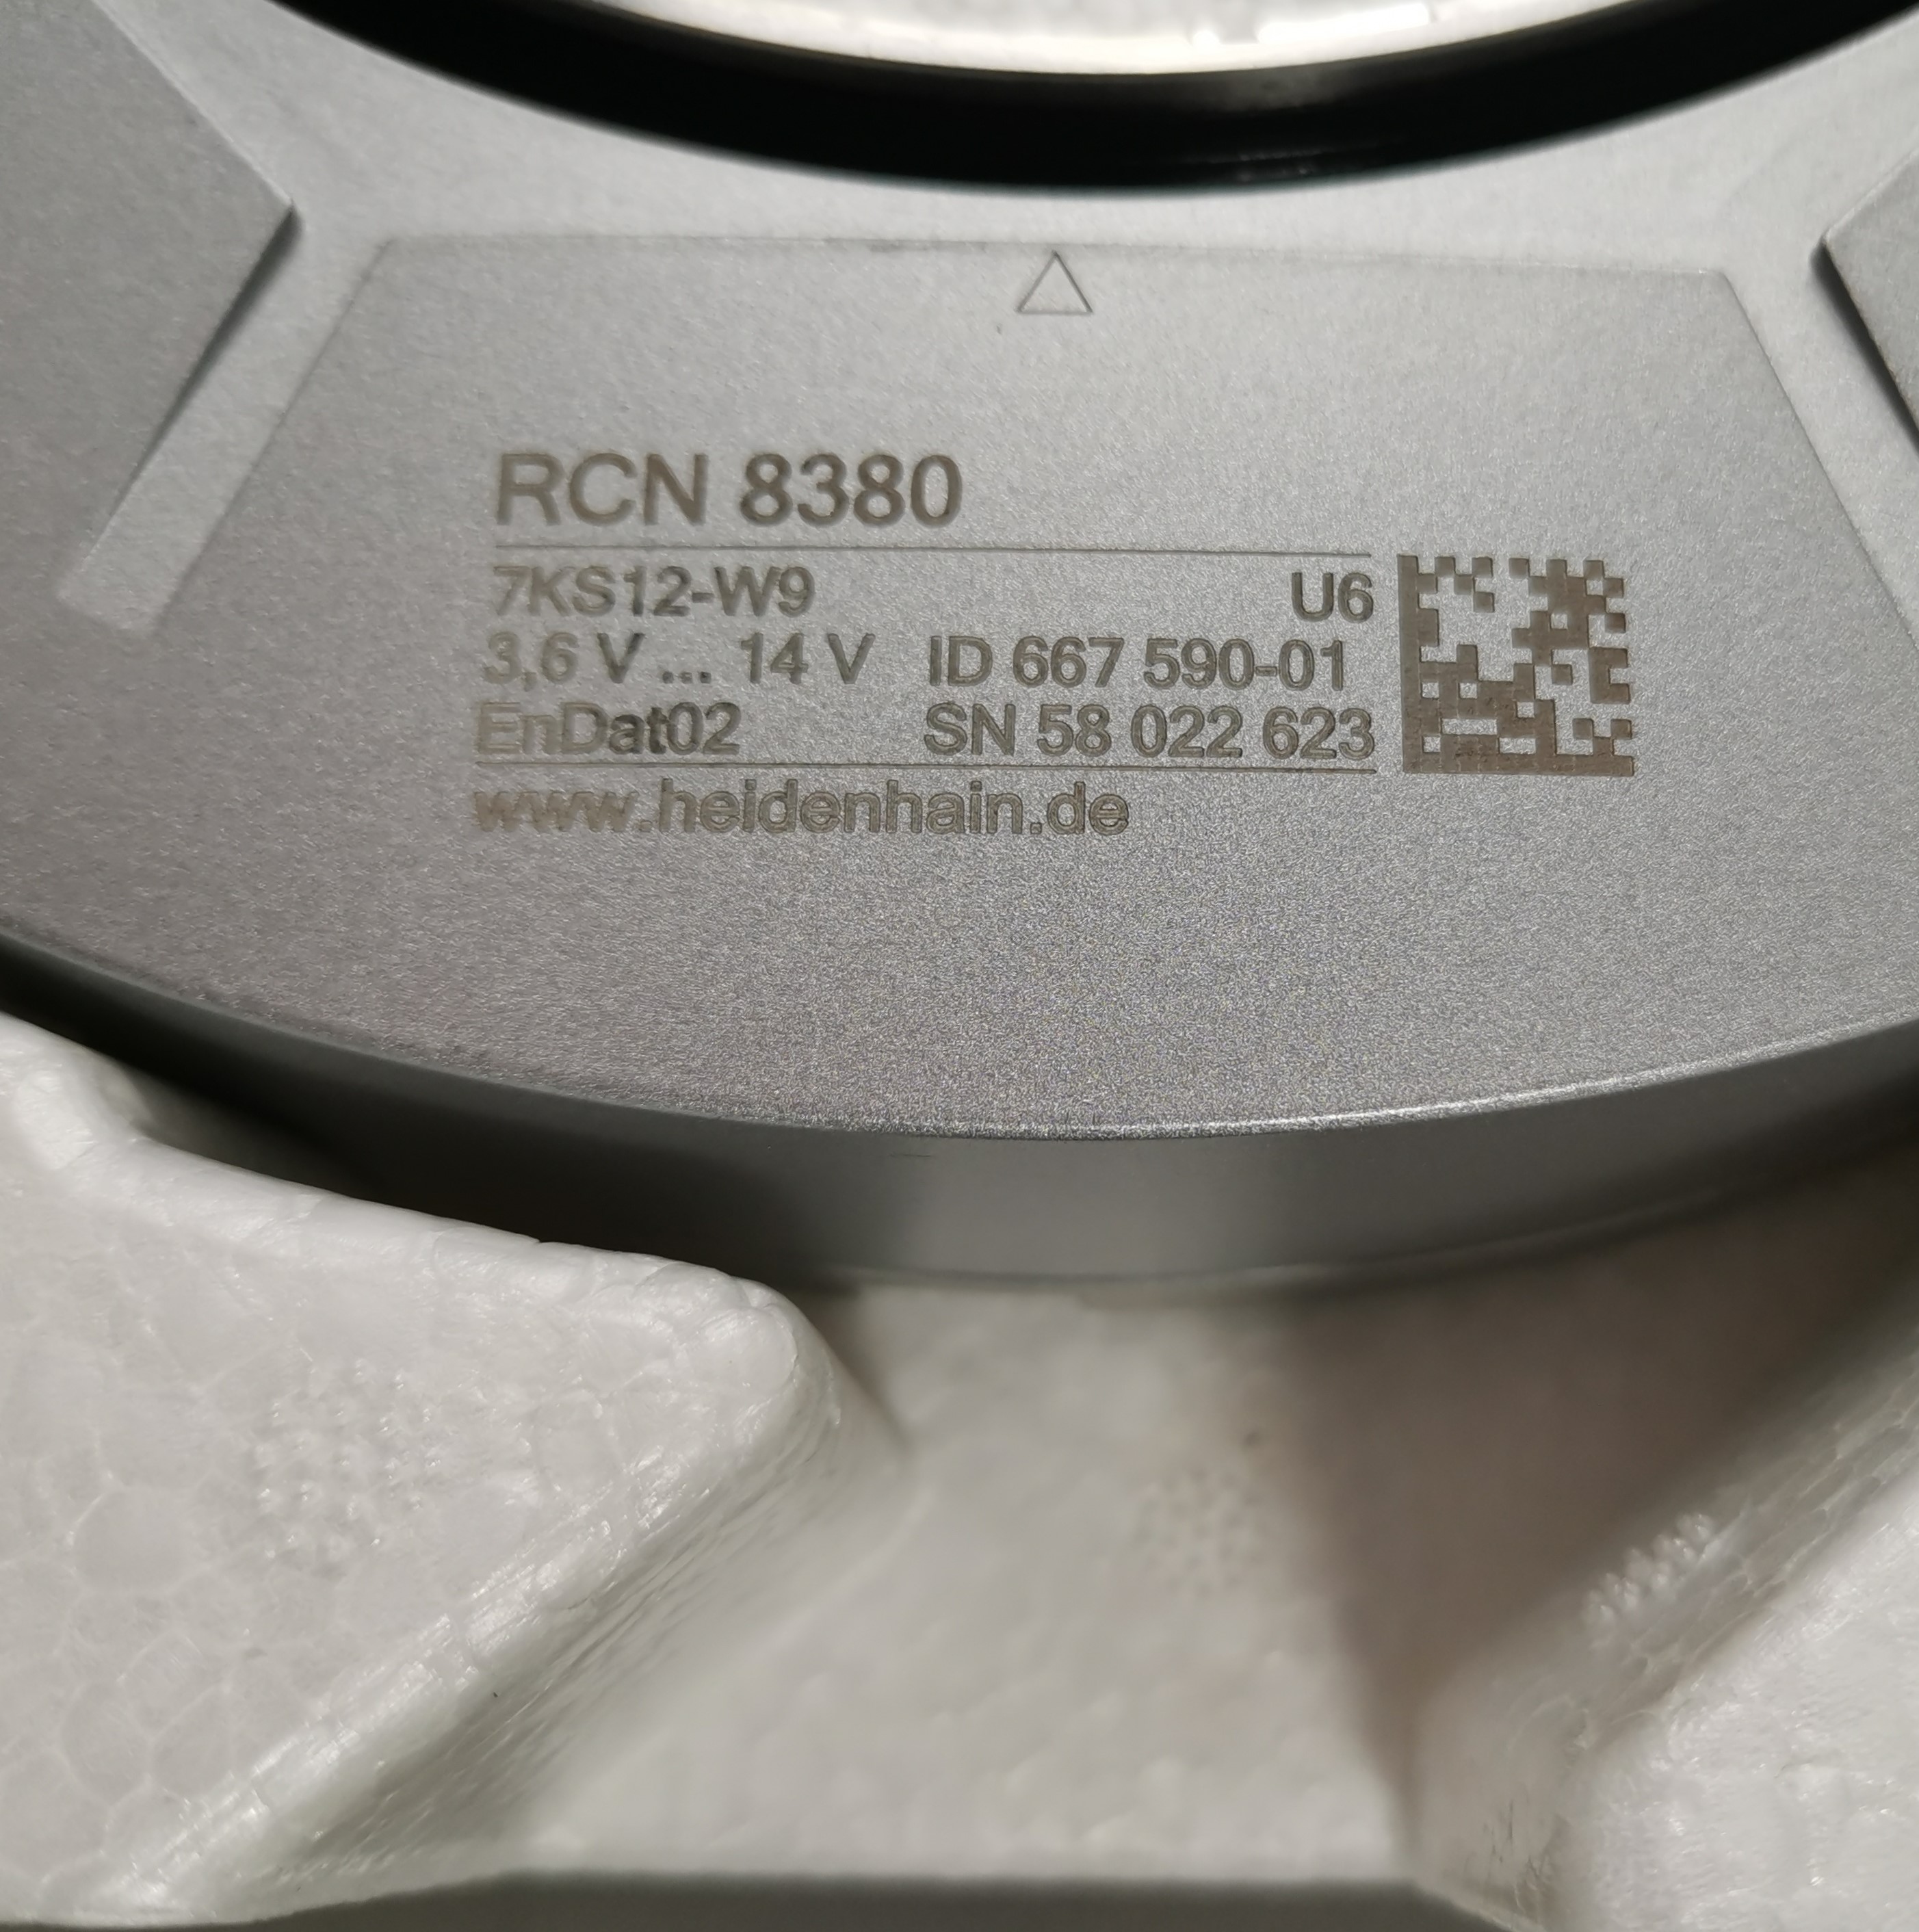 RCN 8380
7KS12-W9 U6
3,6 V ... 14 V ID 667 590-01
EnDat02 SN 58 022 623
www.heidenhain.de